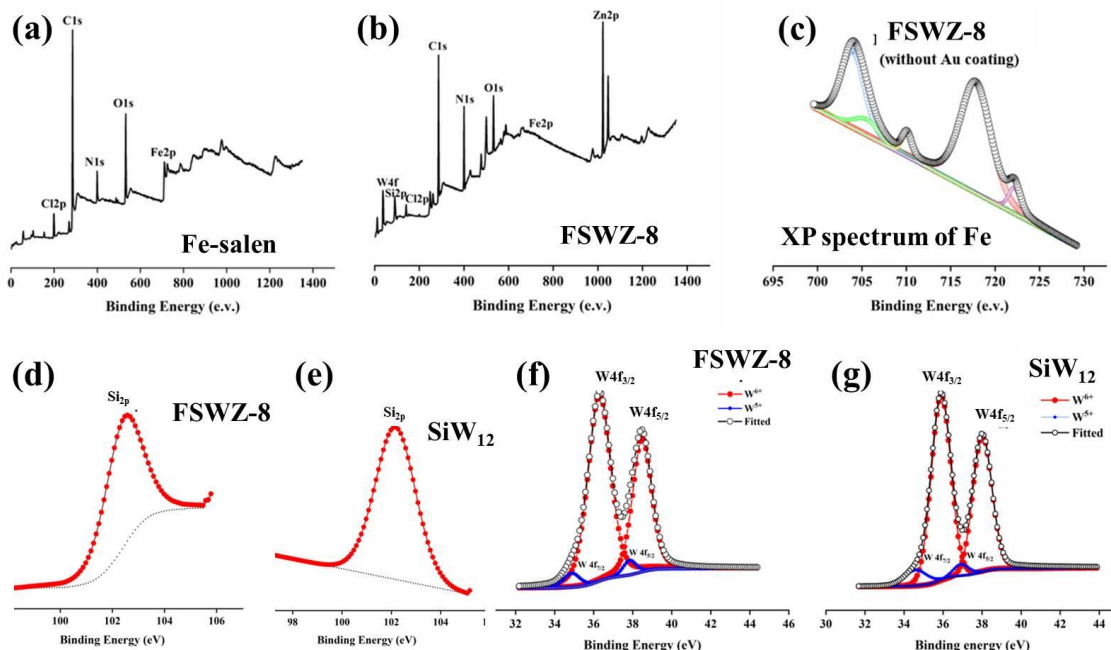 (a)
C1s
O1s
N1s
Fe2p
Cl2p
Fe-salen
0 200 400 600 800 1000 1200 1400
Binding Energy (e.v.)
(b)
Zn2p
C1s
N1s
O1s
Fe2p
W4f
Si2p
Cl2p
FSWZ-8
0 200 400 600 800 1000 1200 1400
Binding Energy (e.v.)
(c)
] FSWZ-8
(without Au coating)
XP spectrum of Fe
695 700 705 710 715 720 725 730
Binding Energy (e.v.)
(d)
Si2p
FSWZ-8
100 102 104 106
Binding Energy (eV)
(e)
Si2p
SiW12
98 100 102 104
Binding Energy (eV)
(f)
FSWZ-8
W4f3/2
W4f5/2
W6+
W5+
Fitted
W 4f7/2
W 4f5/2
32 34 36 38 40 42 44 46
Binding Energy (eV)
(g)
SiW12
W4f3/2
W4f5/2
W6+
W5+
Fitted
W 4f7/2
W 4f5/2
32 34 36 38 40 42 44
Binding energy (eV)